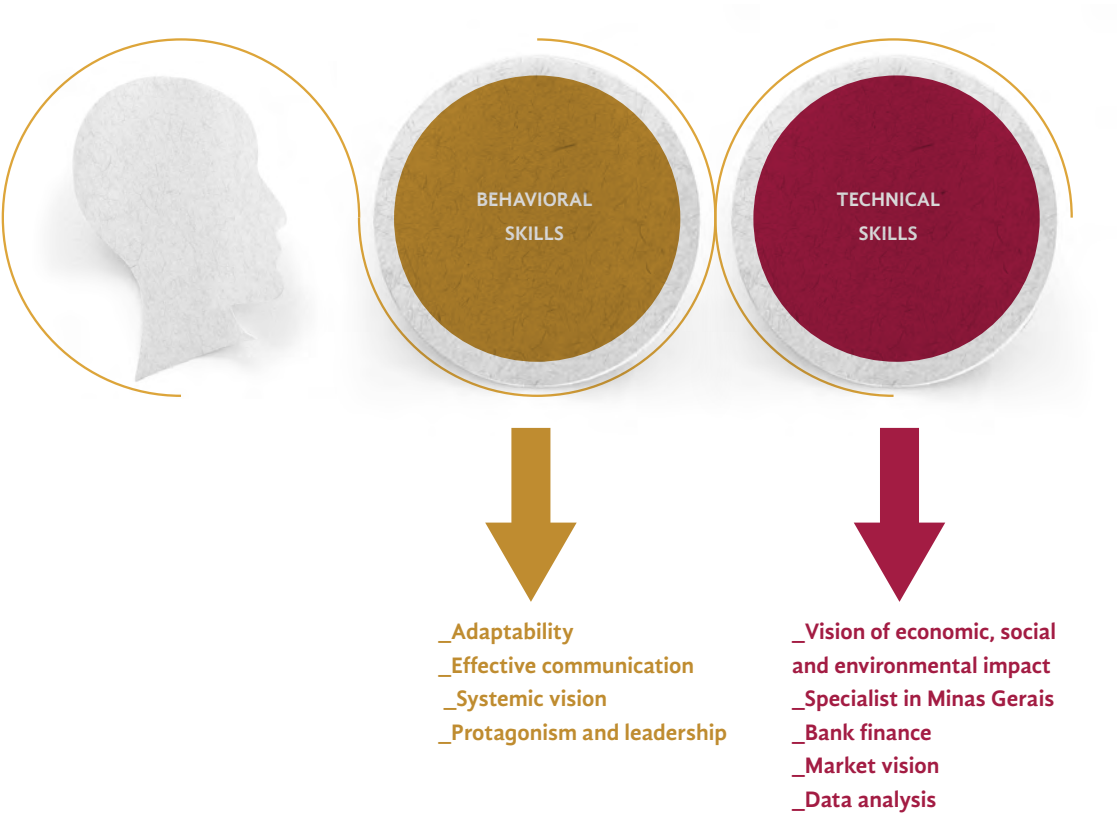 BEHAVIORAL
SKILLS
TECHNICAL
SKILLS
_Adaptability
_Effective communication
_Systemic vision
_Protagonism and leadership
_Vision of economic, social
and environmental impact
_Specialist in Minas Gerais
_Bank finance
_Market vision
_Data analysis